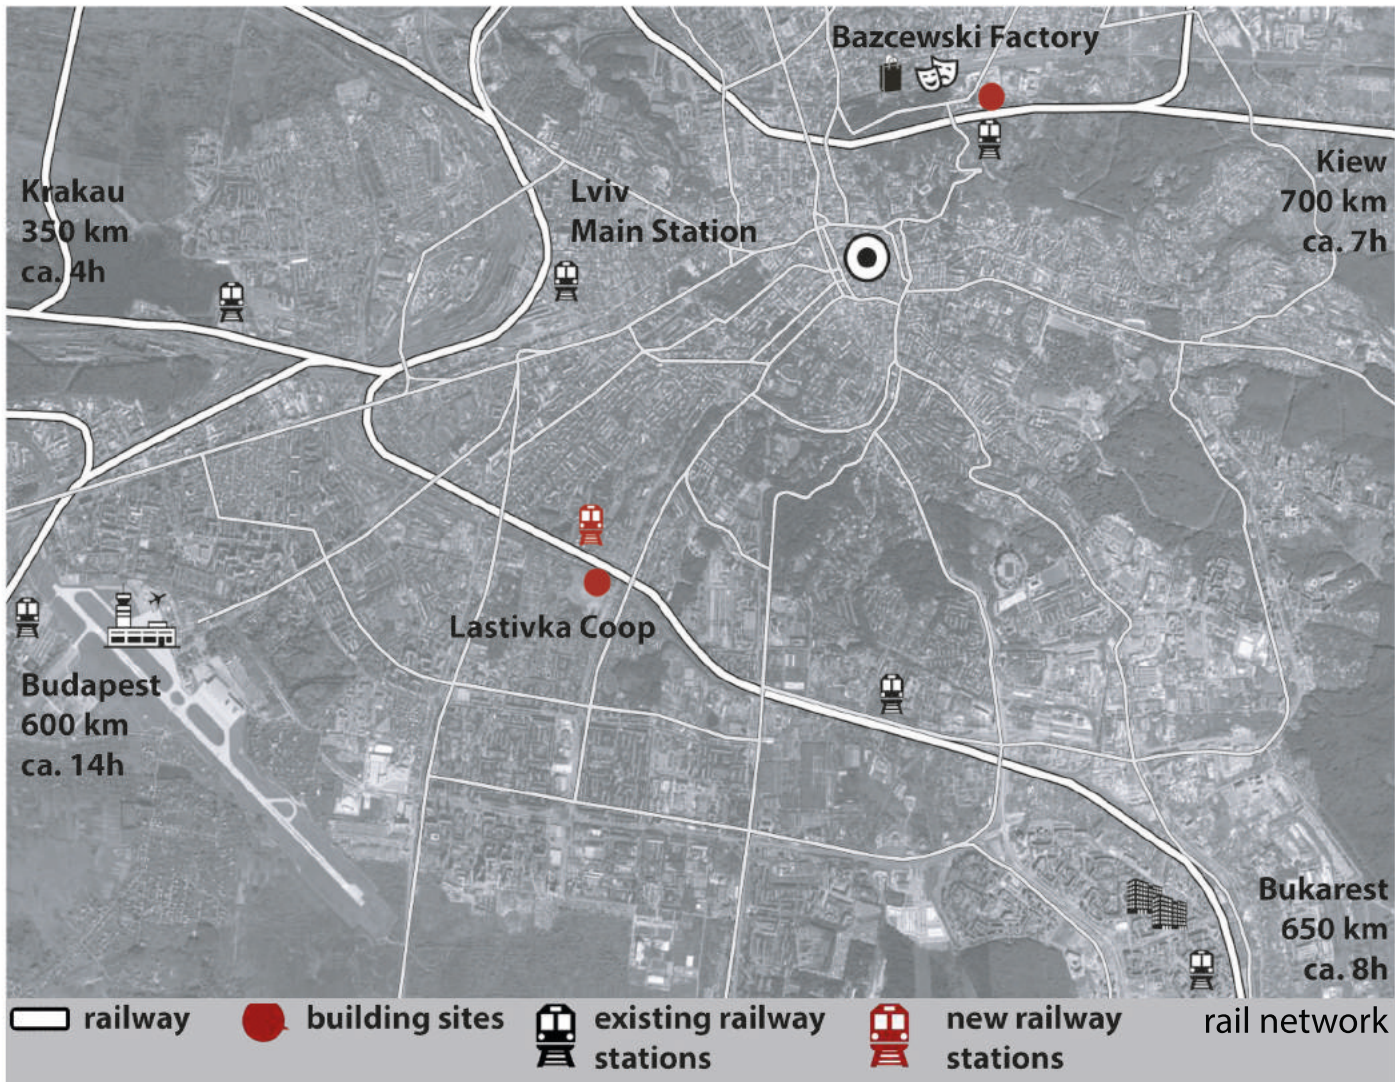 Bazcewski Factory
Krakau
350 km
ca. 4h
Lviv
Main Station
Kiew
700 km
ca. 7h
Lastivka Coop
Budapest
600 km
ca. 14h
Bukarest
650 km
ca. 8h
railway
building sites
existing railway
stations
new railway
stations
rail network